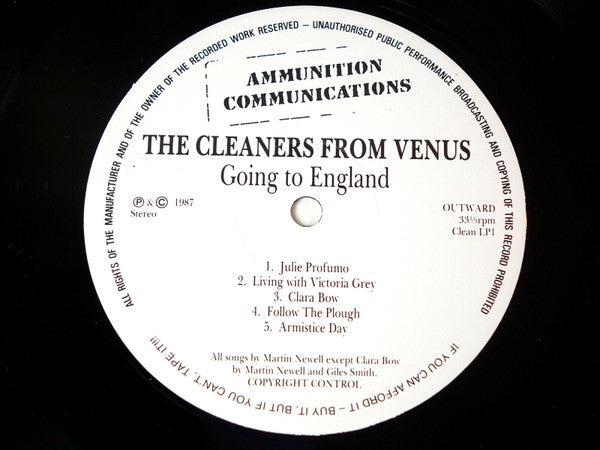 ALL RIGHTS OF THE MANUFACTURER AND OF THE OWNER OF THE RECORDED WORK RESERVED – UNAUTHORISED PUBLIC PERFORMANCE BROADCASTING AND COPYING OF THIS RECORD PROHIBITED
AMMUNITION
COMMUNICATIONS
THE CLEANERS FROM VENUS
Going to England
Ⓟ & © 1987
Stereo
OUTWARD
33⅓rpm
Clean LP1
1. Julie Profumo
2. Living with Victoria Grey
3. Clara Bow
4. Follow The Plough
5. Armistice Day
All songs by Martin Newell except Clara Bow
by Martin Newell and Giles Smith.
COPYRIGHT CONTROL
IF YOU CAN AFFORD IT – BUY IT, BUT IF YOU CAN'T, TAPE IT!!!